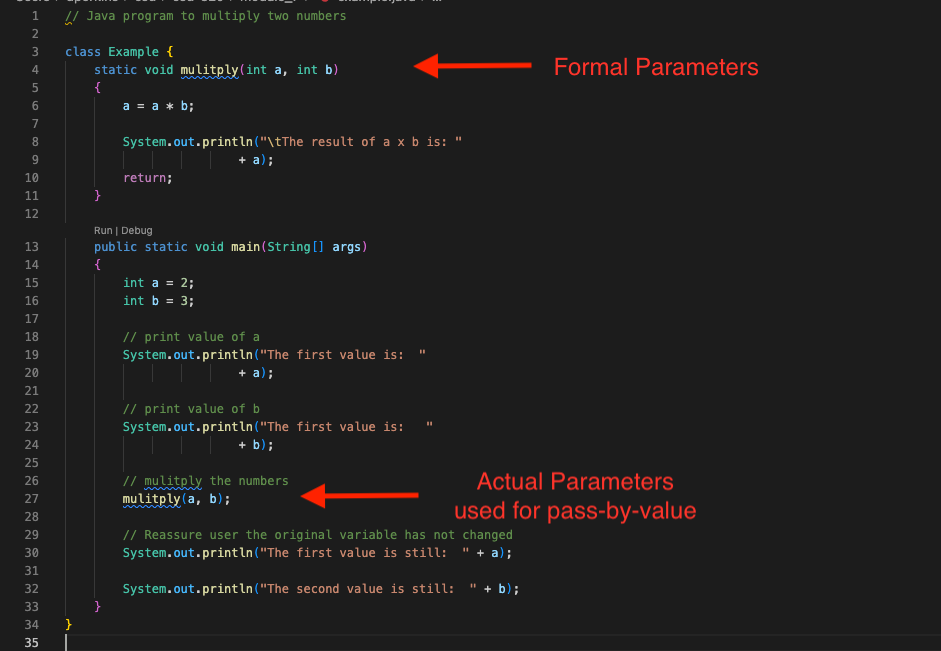 1 // Java program to multiply two numbers
2
3 class Example {
4 static void mulitply(int a, int b)
Formal Parameters
5 {
6 a = a * b;
7
8 System.out.println("\tThe result of a x b is: "
9 + a);
10 return;
11 }
12
Run | Debug
13 public static void main(String[] args)
14 {
15 int a = 2;
16 int b = 3;
17
18 // print value of a
19 System.out.println("The first value is:  "
20 + a);
21
22 // print value of b
23 System.out.println("The first value is:   "
24 + b);
25
26 // mulitply the numbers
27 mulitply(a, b);
Actual Parameters
used for pass-by-value
28
29 // Reassure user the original variable has not changed
30 System.out.println("The first value is still:  " + a);
31
32 System.out.println("The second value is still:  " + b);
33 }
34 }
35